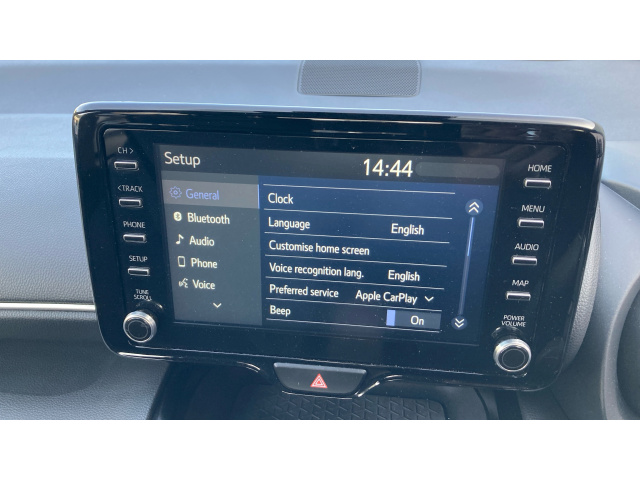 CH >
< TRACK
PHONE
SETUP
TUNE
SCROLL
Setup
14:44
General
Bluetooth
Audio
Phone
Voice
Clock
Language English
Customise home screen
Voice recognition lang. English
Preferred service Apple CarPlay
Beep On
HOME
MENU
AUDIO
MAP
POWER
VOLUME